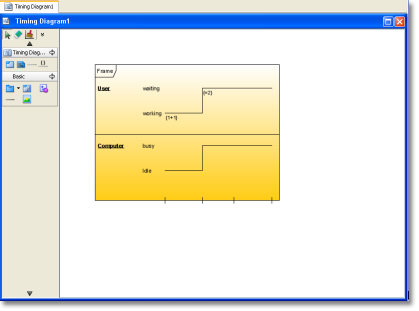 Timing Diagram1
Timing Diagram1
Timing Diag...
Basic
Frame
User
waiting
{t+2}
working
{t+1}
Computer
busy
Idle